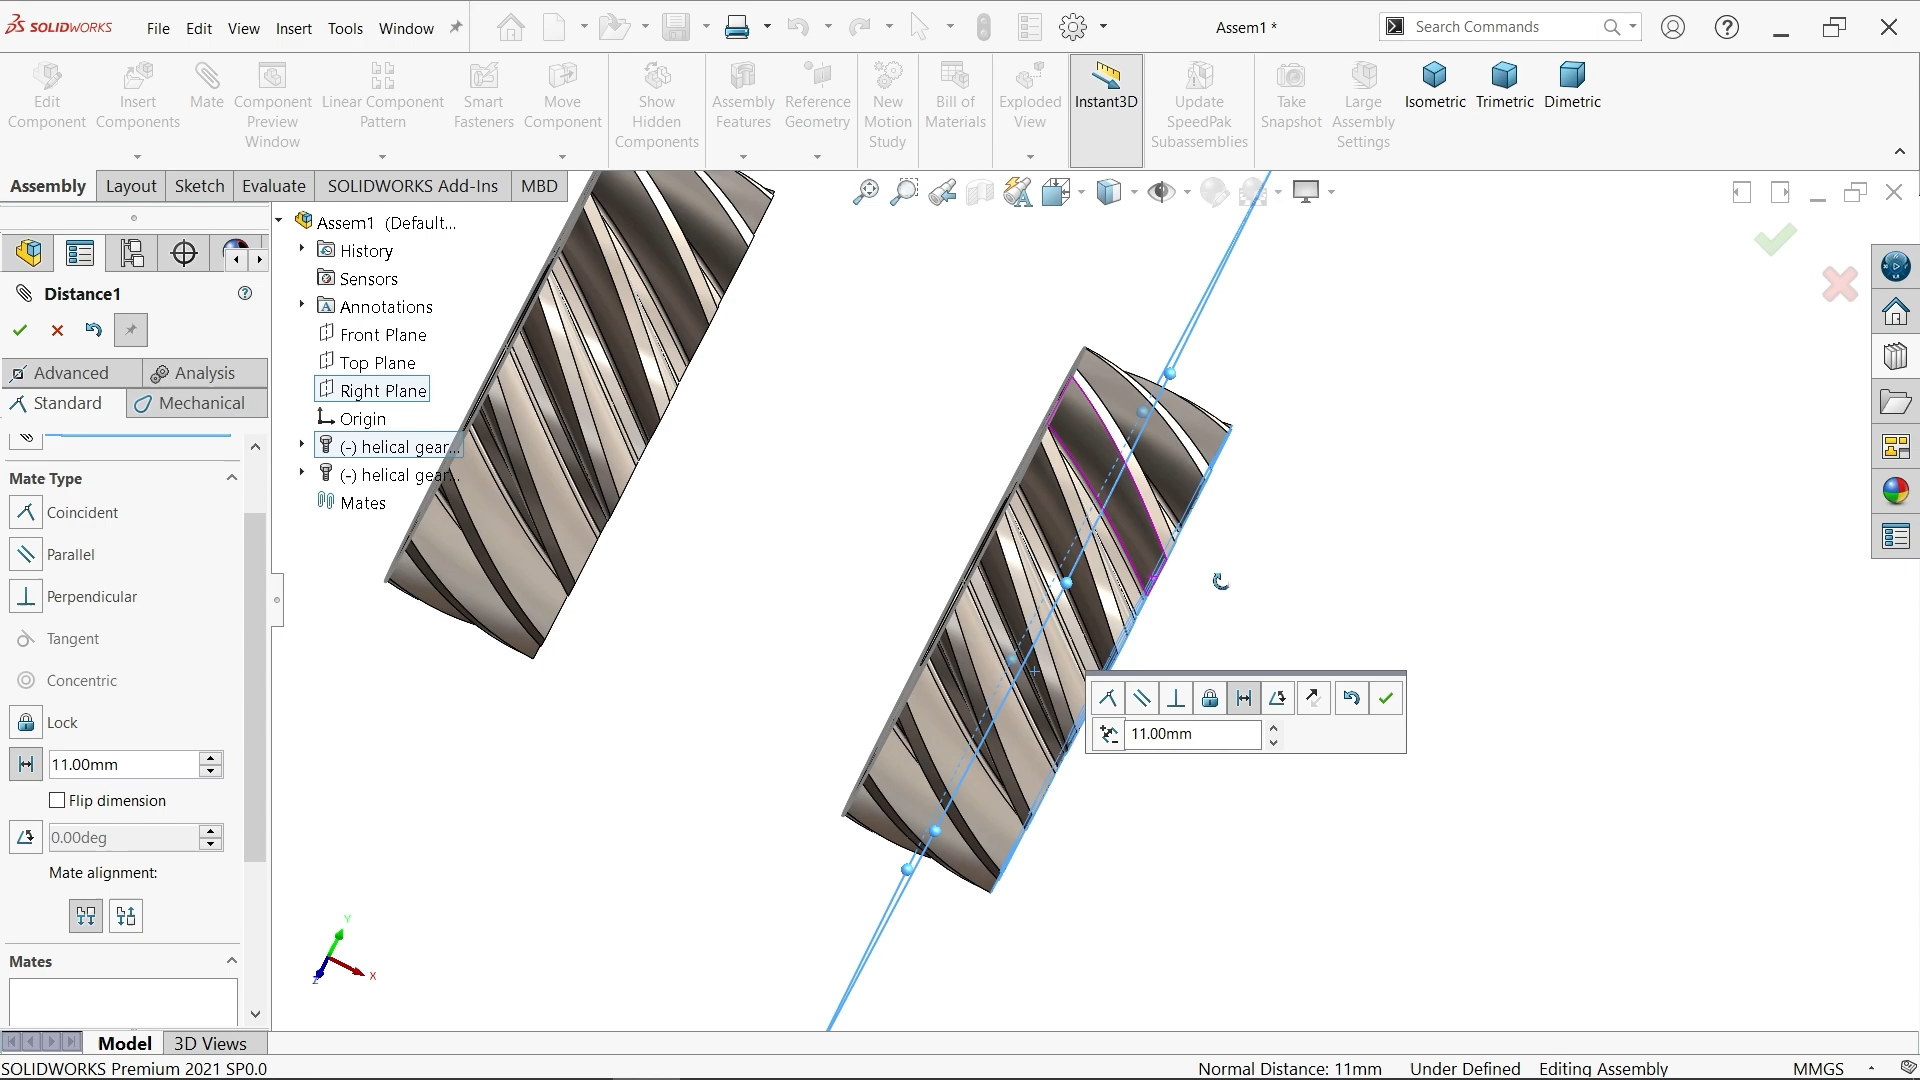 SOLIDWORKS File Edit View Insert Tools Window Assem1 * Search Commands
Edit Component
Insert Components
Mate
Component Preview Window
Linear Component Pattern
Smart Fasteners
Move Component
Show Hidden Components
Assembly Features
Reference Geometry
New Motion Study
Bill of Materials
Exploded View
Instant3D
Update SpeedPak Subassemblies
Take Snapshot
Large Assembly Settings
Isometric
Trimetric
Dimetric
Assembly Layout Sketch Evaluate SOLIDWORKS Add-Ins MBD
Distance1
Advanced Analysis
Standard Mechanical
Mate Type
Coincident
Parallel
Perpendicular
Tangent
Concentric
Lock
11.00mm
Flip dimension
0.00deg
Mate alignment:
Mates
Assem1 (Default...
History
Sensors
Annotations
Front Plane
Top Plane
Right Plane
Origin
(-) helical gear...
(-) helical gear...
Mates
11.00mm
Y
X
Z
Model 3D Views
SOLIDWORKS Premium 2021 SP0.0 Normal Distance: 11mm Under Defined Editing Assembly MMGS